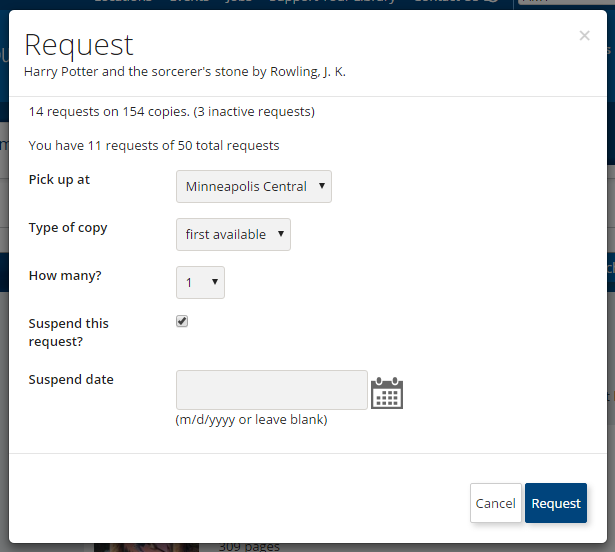 Request
×
Harry Potter and the sorcerer's stone by Rowling, J. K.
14 requests on 154 copies. (3 inactive requests)
You have 11 requests of 50 total requests
Pick up at
Minneapolis Central
Type of copy
first available
How many?
1
Suspend this
request?
Suspend date
(m/d/yyyy or leave blank)
Cancel
Request
309 pages